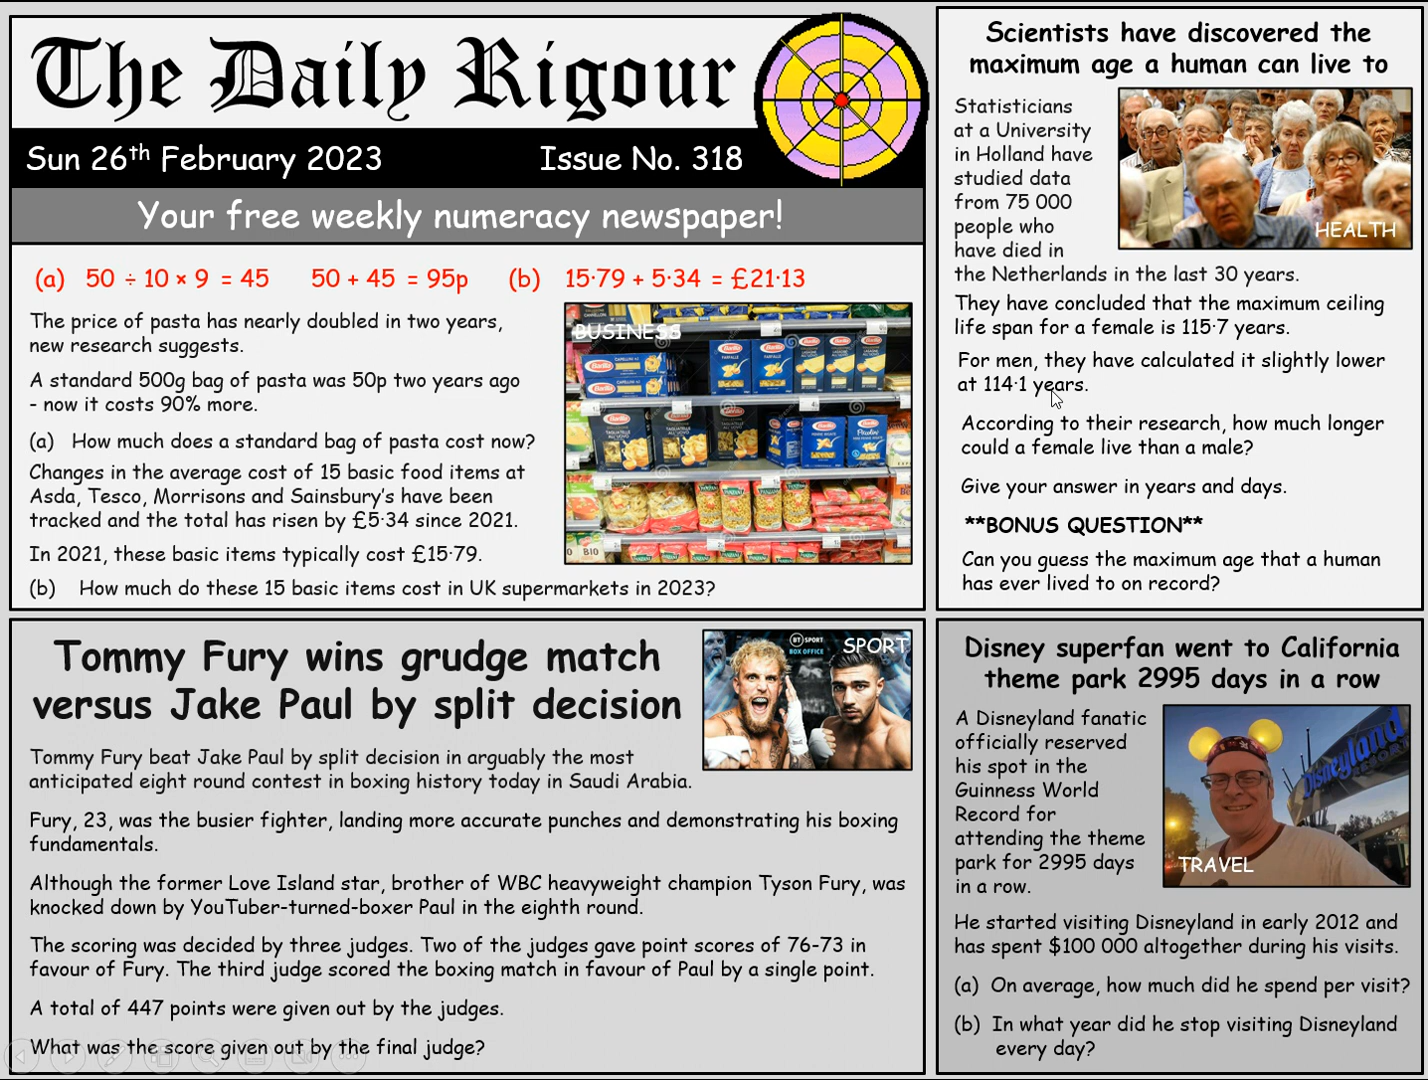 The Daily Rigour
Sun 26th February 2023 Issue No. 318
Your free weekly numeracy newspaper!
(a) 50 ÷ 10 × 9 = 45 50 + 45 = 95p (b) 15·79 + 5·34 = £21·13
The price of pasta has nearly doubled in two years,
new research suggests.
A standard 500g bag of pasta was 50p two years ago
- now it costs 90% more.
(a) How much does a standard bag of pasta cost now?
Changes in the average cost of 15 basic food items at
Asda, Tesco, Morrisons and Sainsbury's have been
tracked and the total has risen by £5·34 since 2021.
In 2021, these basic items typically cost £15·79.
(b) How much do these 15 basic items cost in UK supermarkets in 2023?
BUSINESS
Barilla
Scientists have discovered the
maximum age a human can live to
Statisticians
at a University
in Holland have
studied data
from 75 000
people who
have died in
the Netherlands in the last 30 years.
HEALTH
They have concluded that the maximum ceiling
life span for a female is 115·7 years.
For men, they have calculated it slightly lower
at 114·1 years.
According to their research, how much longer
could a female live than a male?
Give your answer in years and days.
**BONUS QUESTION**
Can you guess the maximum age that a human
has ever lived to on record?
Tommy Fury wins grudge match
versus Jake Paul by split decision
BT SPORT
BOX OFFICE
SPORT
Tommy Fury beat Jake Paul by split decision in arguably the most
anticipated eight round contest in boxing history today in Saudi Arabia.
Fury, 23, was the busier fighter, landing more accurate punches and demonstrating his boxing
fundamentals.
Although the former Love Island star, brother of WBC heavyweight champion Tyson Fury, was
knocked down by YouTuber-turned-boxer Paul in the eighth round.
The scoring was decided by three judges. Two of the judges gave point scores of 76-73 in
favour of Fury. The third judge scored the boxing match in favour of Paul by a single point.
A total of 447 points were given out by the judges.
What was the score given out by the final judge?
Disney superfan went to California
theme park 2995 days in a row
A Disneyland fanatic
officially reserved
his spot in the
Guinness World
Record for
attending the theme
park for 2995 days
in a row.
Disneyland
RESORT
TRAVEL
He started visiting Disneyland in early 2012 and
has spent $100 000 altogether during his visits.
(a) On average, how much did he spend per visit?
(b) In what year did he stop visiting Disneyland
every day?